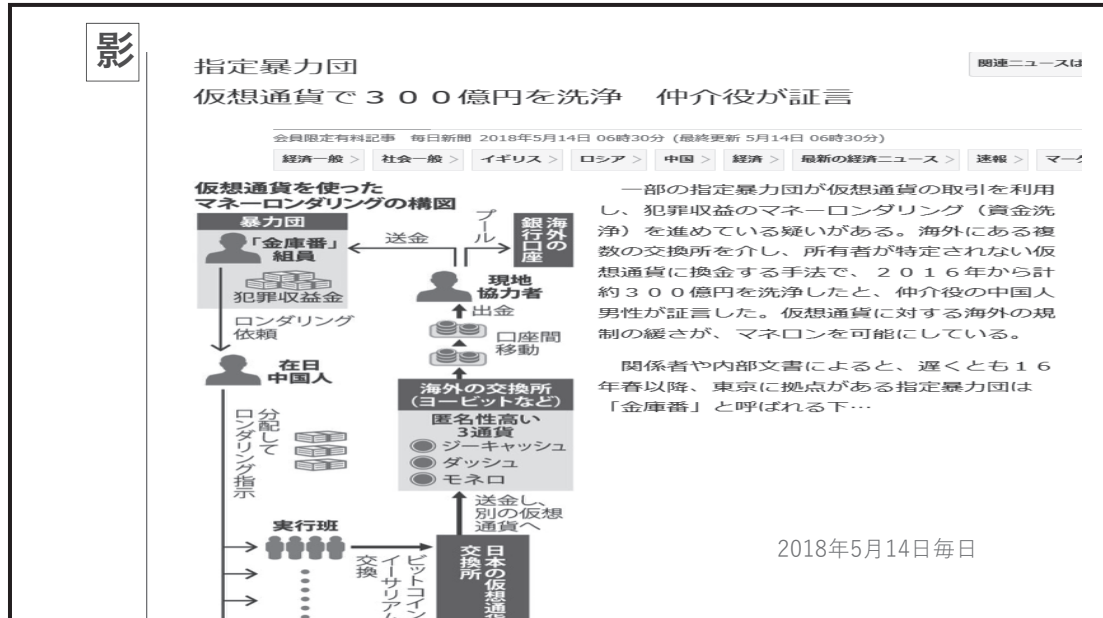 影
指定暴力団
仮想通貨で３００億円を洗浄　仲介役が証言
関連ニュースは
会員限定有料記事　毎日新聞 2018年5月14日 06時30分 (最終更新 5月14日 06時30分)
経済一般 >　社会一般 >　イギリス >　ロシア >　中国 >　経済 >　最新の経済ニュース >　速報 >　マーケ
仮想通貨を使った
マネーロンダリングの構図
暴力団
「金庫番」
組員
犯罪収益金
送金
プール
海外の
銀行口座
現地
協力者
出金
口座間
移動
ロンダリング
依頼
在日
中国人
海外の交換所
(ヨービットなど)
匿名性高い
3通貨
ジーキャッシュ
ダッシュ
モネロ
分配して
ロンダリング指示
送金し、
別の仮想
通貨へ
実行班
ビットコイン
イーサリアム
交換
日本の仮想通貨
交換所
　一部の指定暴力団が仮想通貨の取引を利用
し、犯罪収益のマネーロンダリング（資金洗
浄）を進めている疑いがある。海外にある複
数の交換所を介し、所有者が特定されない仮
想通貨に換金する手法で、２０１６年から計
約３００億円を洗浄したと、仲介役の中国人
男性が証言した。仮想通貨に対する海外の規
制の緩さが、マネロンを可能にしている。
　関係者や内部文書によると、遅くとも１６
年春以降、東京に拠点がある指定暴力団は
「金庫番」と呼ばれる下…
2018年5月14日毎日